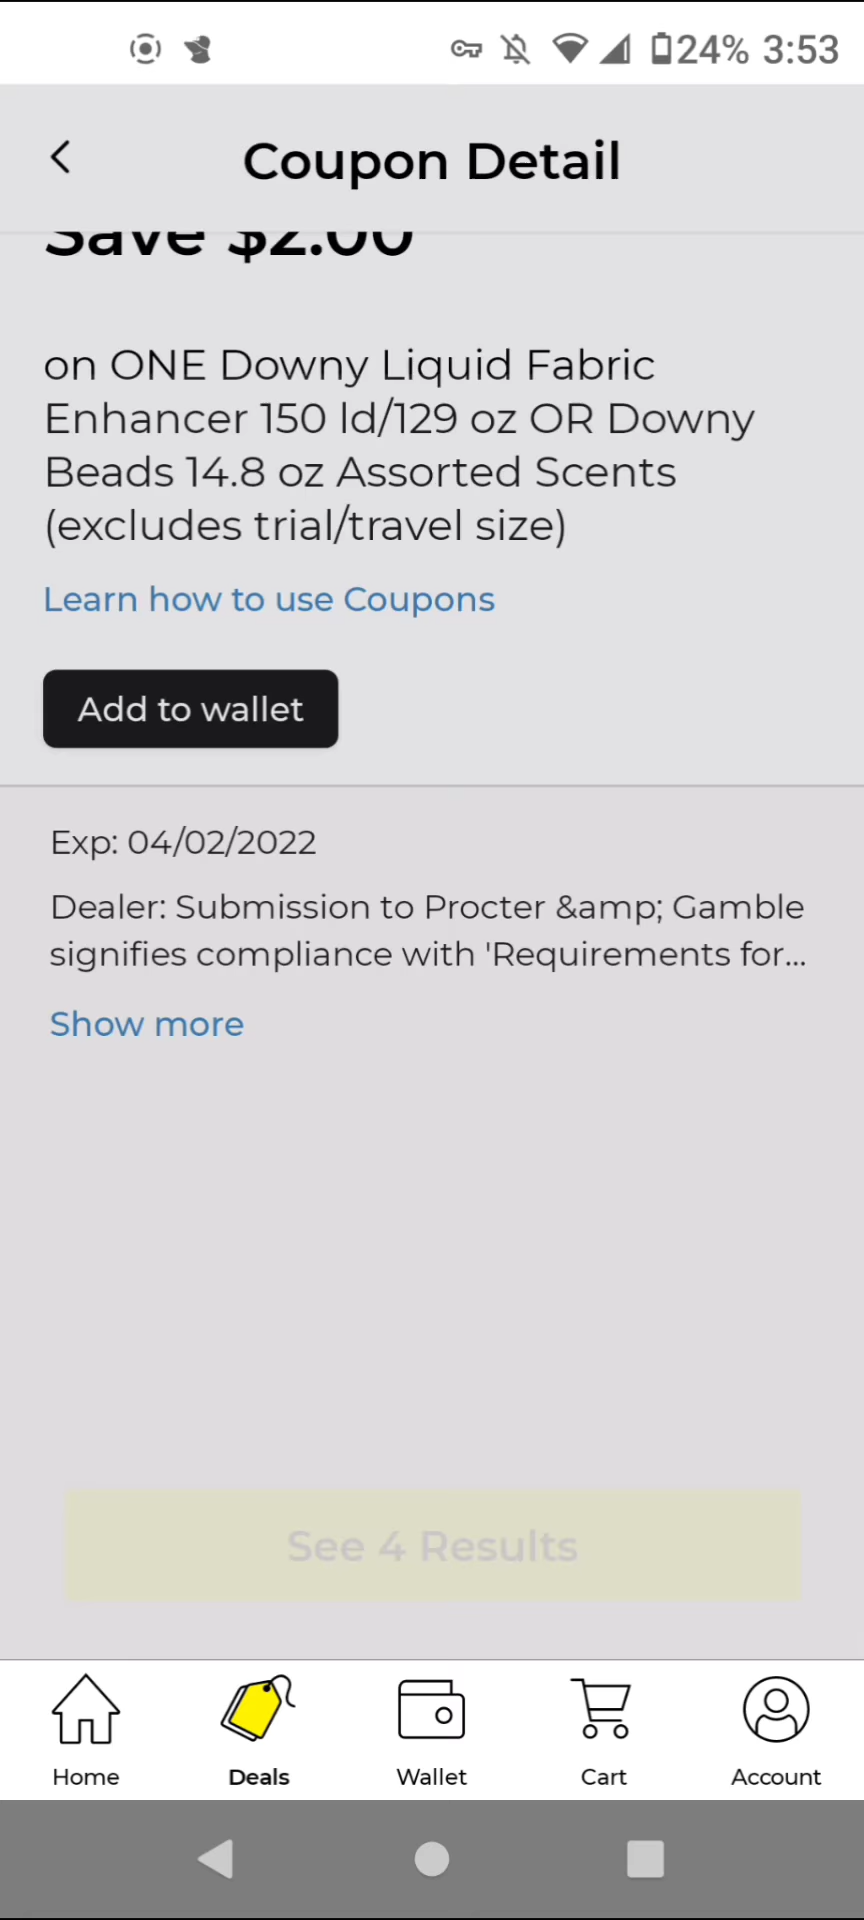 24% 3:53
Coupon Detail
Save $2.00
on ONE Downy Liquid Fabric
Enhancer 150 ld/129 oz OR Downy
Beads 14.8 oz Assorted Scents
(excludes trial/travel size)
Learn how to use Coupons
Add to wallet
Exp: 04/02/2022
Dealer: Submission to Procter &amp;amp; Gamble
signifies compliance with 'Requirements for...
Show more
See 4 Results
Home
Deals
Wallet
Cart
Account